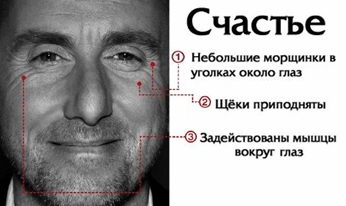 Счастье
1 Небольшие морщинки в
уголках около глаз
2 Щёки приподняты
3 Задействованы мышцы
вокруг глаз